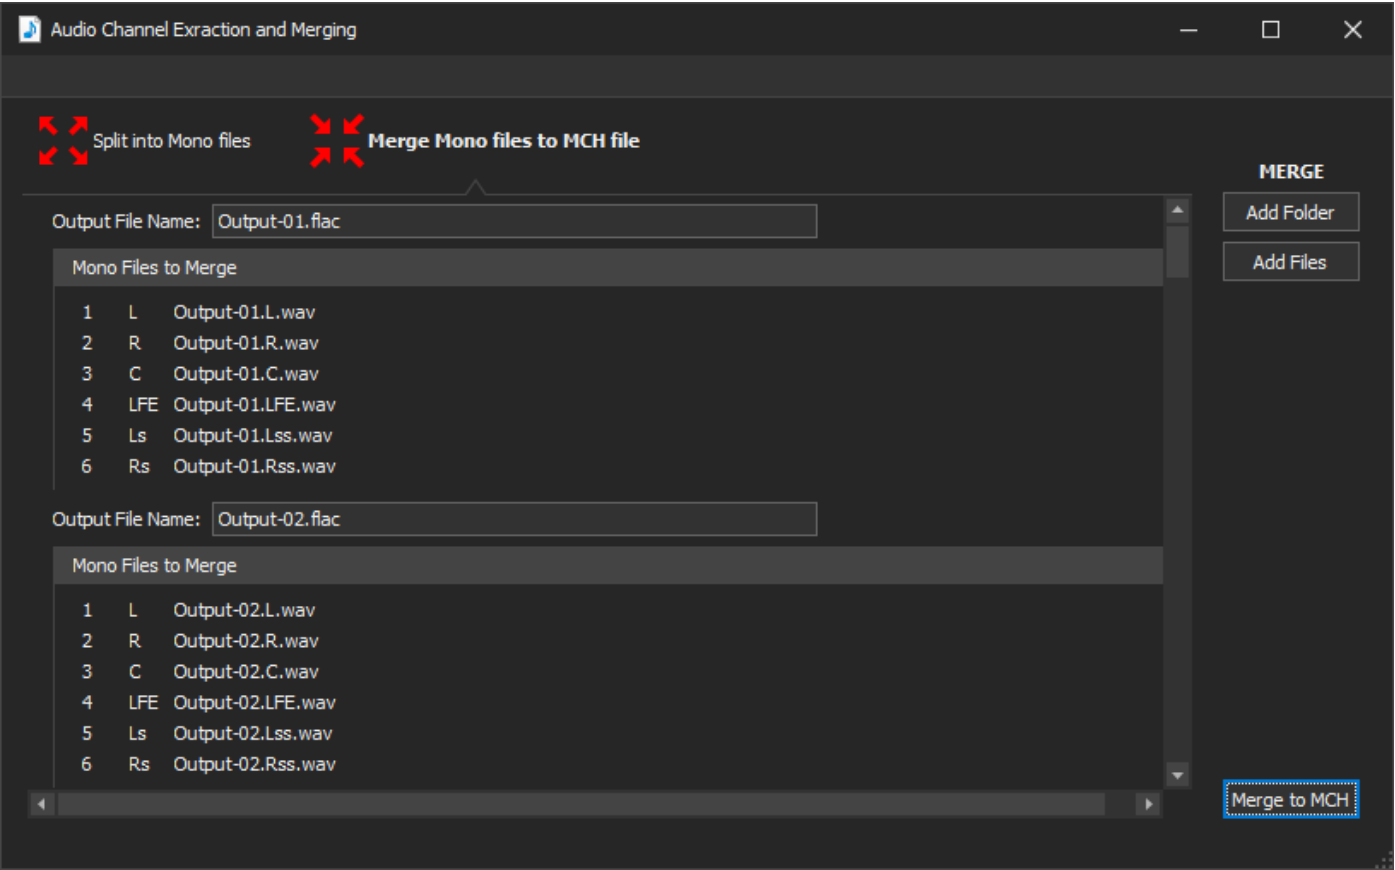 Audio Channel Exraction and Merging
Split into Mono files
Merge Mono files to MCH file
MERGE
Add Folder
Add Files
Output File Name: Output-01.flac
Mono Files to Merge
1 L Output-01.L.wav
2 R Output-01.R.wav
3 C Output-01.C.wav
4 LFE Output-01.LFE.wav
5 Ls Output-01.Lss.wav
6 Rs Output-01.Rss.wav
Output File Name: Output-02.flac
Mono Files to Merge
1 L Output-02.L.wav
2 R Output-02.R.wav
3 C Output-02.C.wav
4 LFE Output-02.LFE.wav
5 Ls Output-02.Lss.wav
6 Rs Output-02.Rss.wav
Merge to MCH